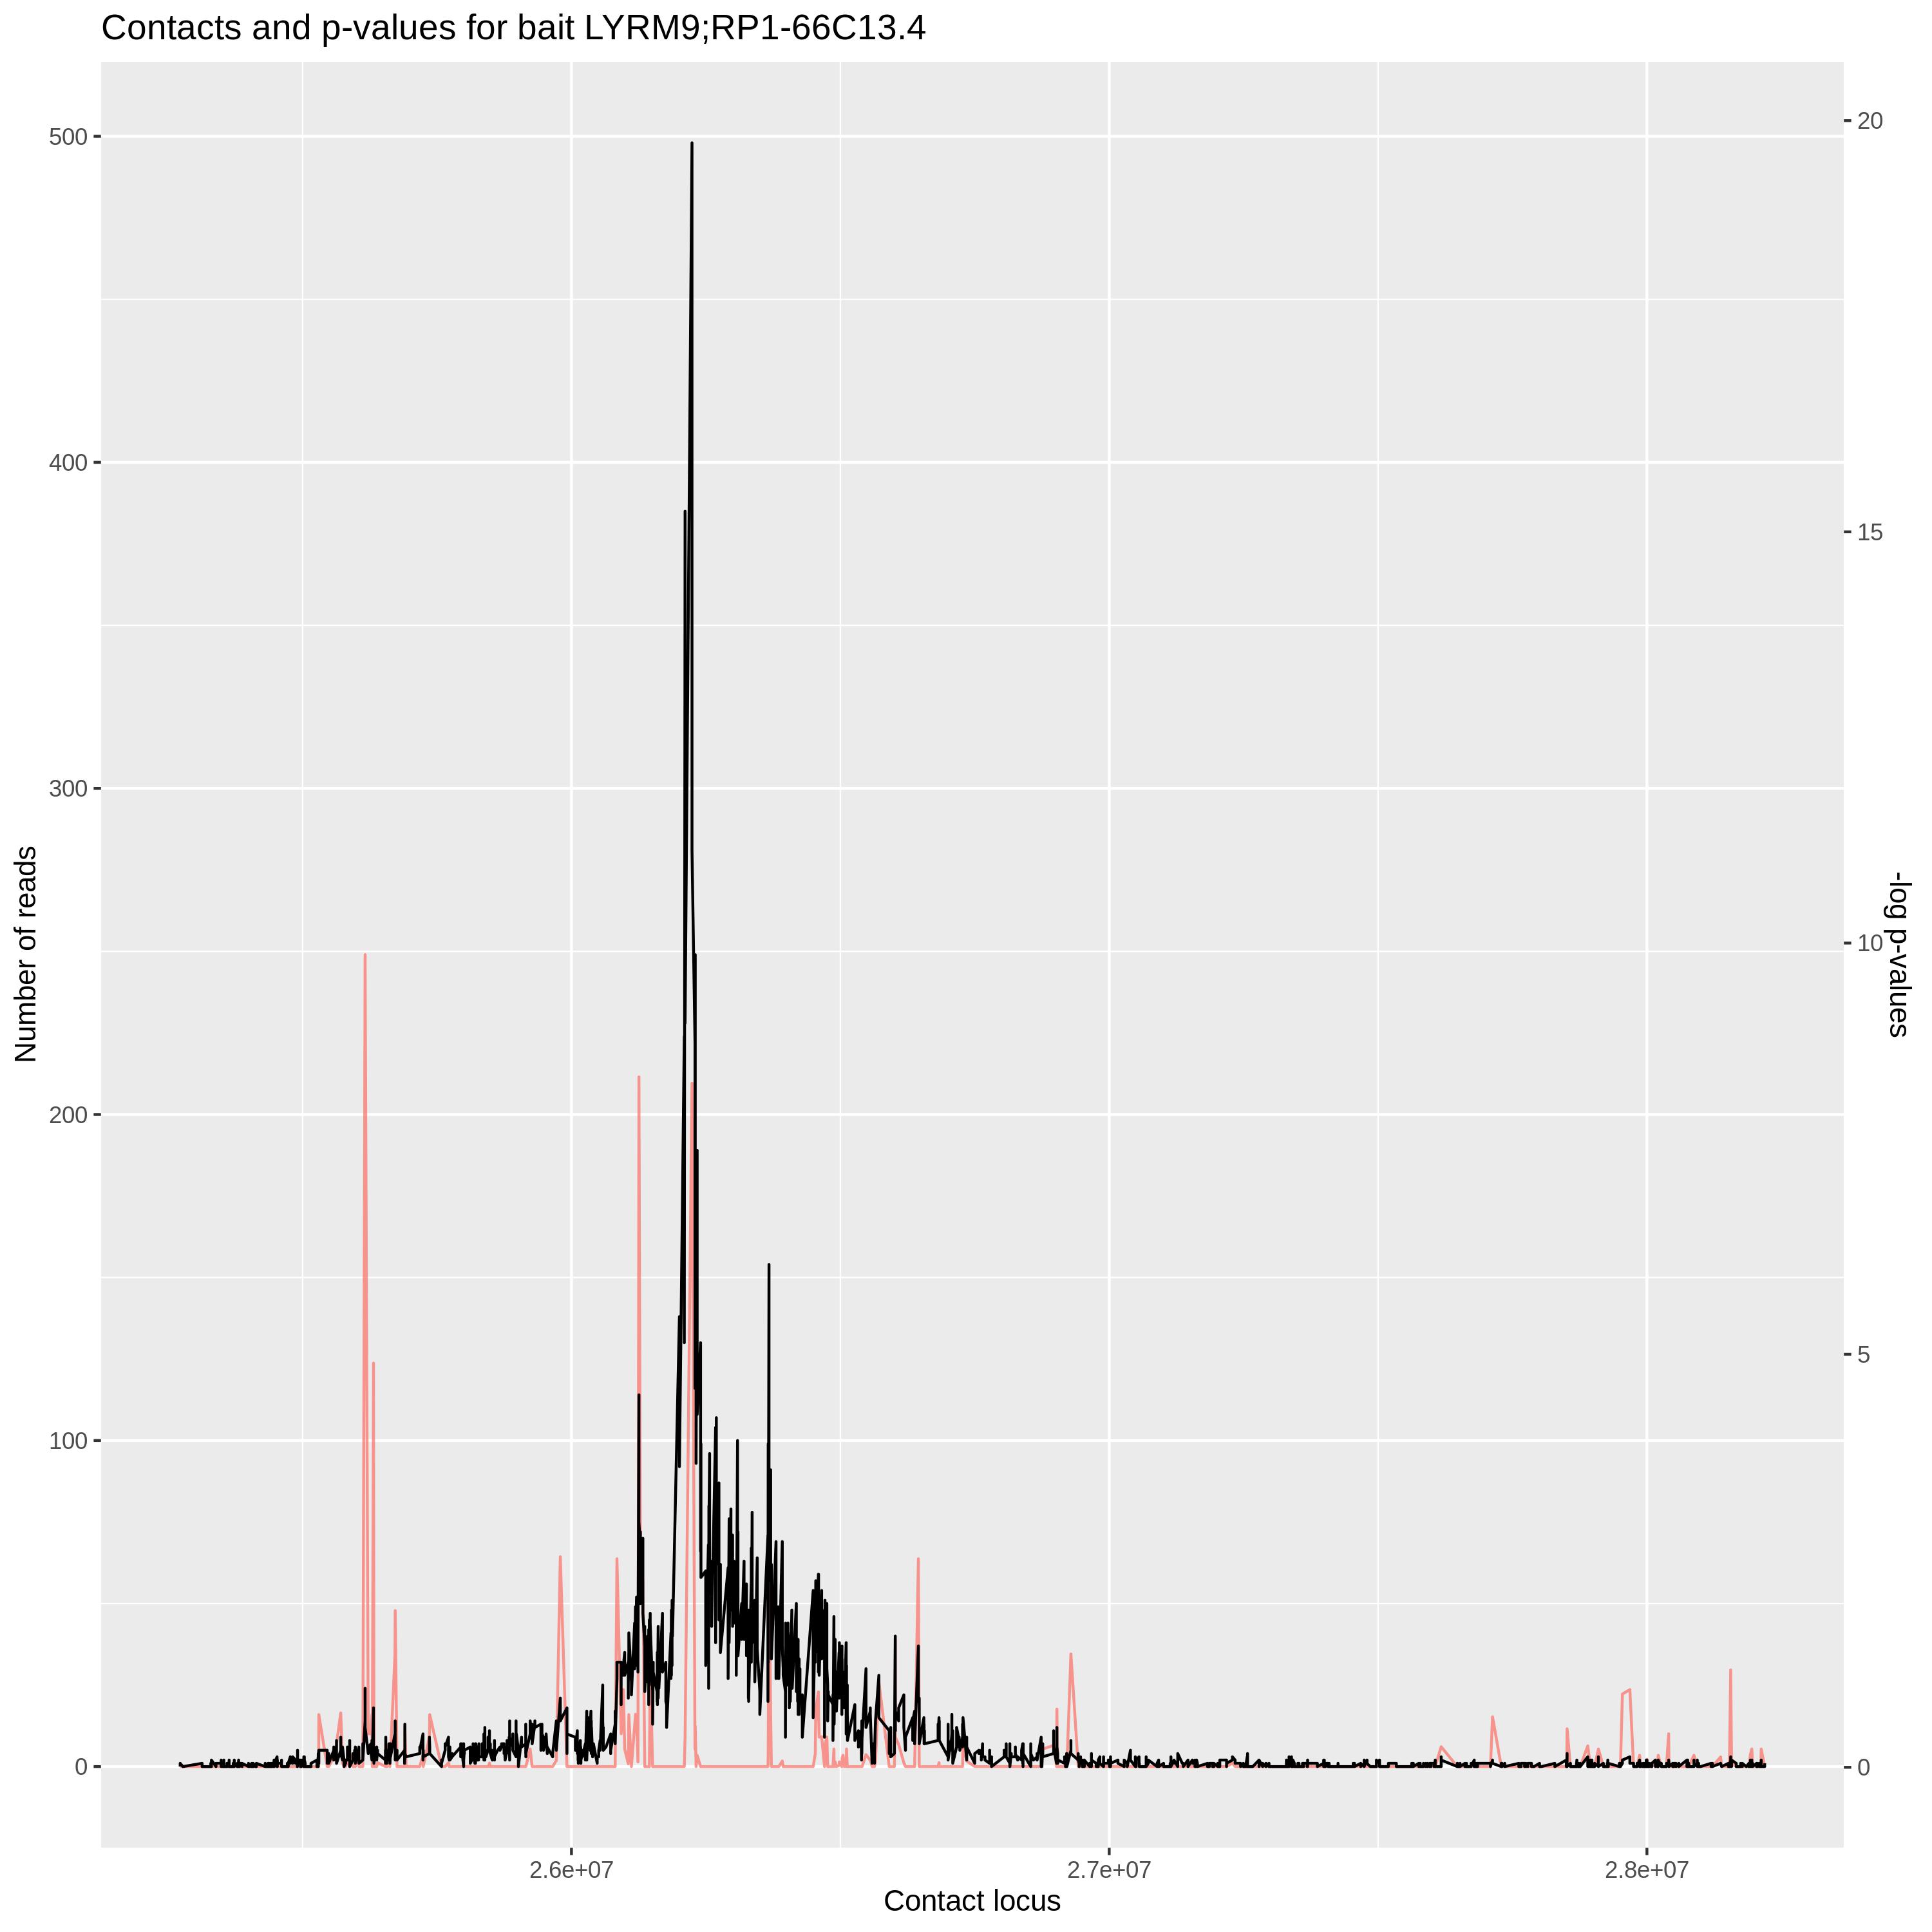 Contacts and p-values for bait LYRM9;RP1-66C13.4
500
400
300
200
100
0
Number of reads
20
15
10
5
0
-log p-values
2.6e+07
2.7e+07
2.8e+07
Contact locus